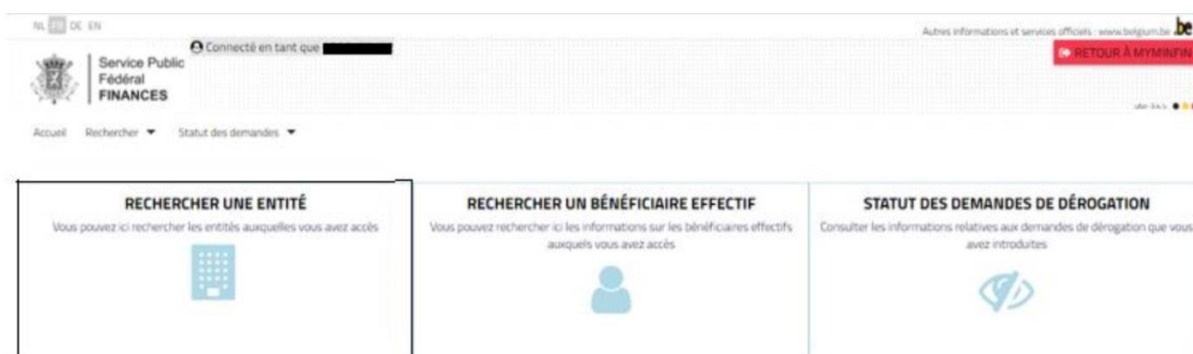 NL FR DE EN
Autres informations et services officiels : www.belgium.be .be
Connecté en tant que
RETOUR À MYMINFIN
Service Public
Fédéral
FINANCES
Accueil Rechercher Statut des demandes
RECHERCHER UNE ENTITÉ
Vous pouvez ici rechercher les entités auxquelles vous avez accès
RECHERCHER UN BÉNÉFICIAIRE EFFECTIF
Vous pouvez rechercher ici les informations sur les bénéficiaires effectifs
auxquels vous avez accès
STATUT DES DEMANDES DE DÉROGATION
Consulter les informations relatives aux demandes de dérogation que vous
avez introduites